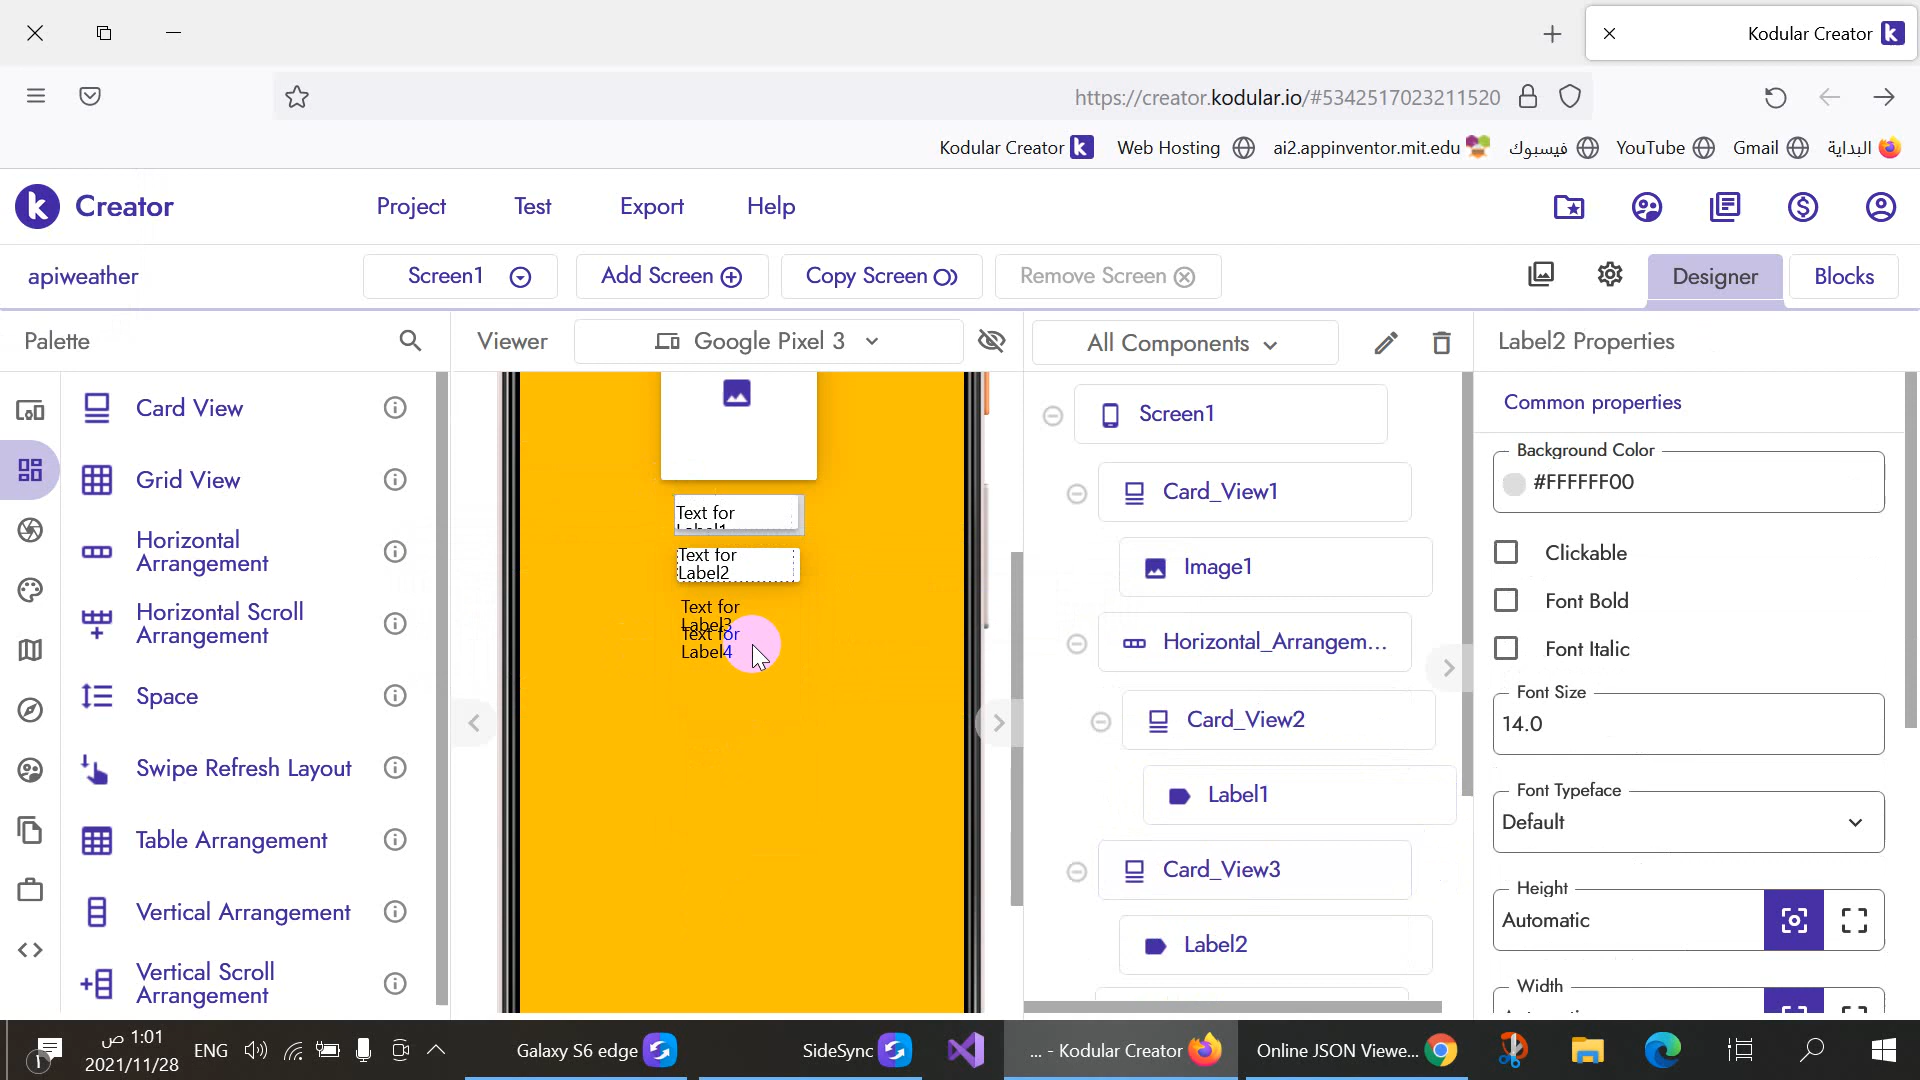 Kodular Creator
https://creator.kodular.io/#5342517023211520
Kodular Creator
Web Hosting
ai2.appinventor.mit.edu
فيسبوك
YouTube
Gmail
البداية
Creator
Project
Test
Export
Help
apiweather
Screen1
Add Screen
Copy Screen
Remove Screen
Designer
Blocks
Palette
Viewer
Google Pixel 3
All Components
Label2 Properties
Card View
Grid View
Horizontal
Arrangement
Horizontal Scroll
Arrangement
Space
Swipe Refresh Layout
Table Arrangement
Vertical Arrangement
Vertical Scroll
Arrangement
Text for
Label1
Text for
Label2
Text for
Label3
Text for
Label4
Screen1
Card_View1
Image1
Horizontal_Arrangem...
Card_View2
Label1
Card_View3
Label2
Common properties
Background Color
#FFFFFF00
Clickable
Font Bold
Font Italic
Font Size
14.0
Font Typeface
Default
Height
Automatic
Width
1
1:01 ص
2021/11/28
ENG
Galaxy S6 edge
SideSync
... - Kodular Creator
Online JSON Viewe...